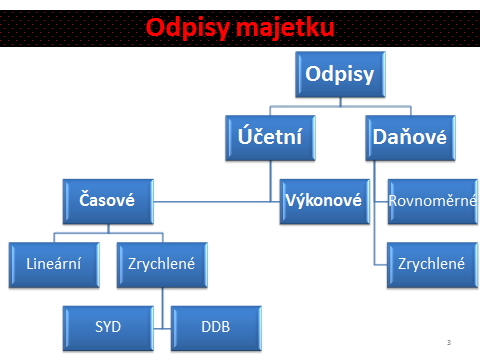 Odpisy majetku
Odpisy
Účetní
Daňové
Časové
Výkonové
Rovnoměrné
Lineární
Zrychlené
Zrychlené
SYD
DDB
3